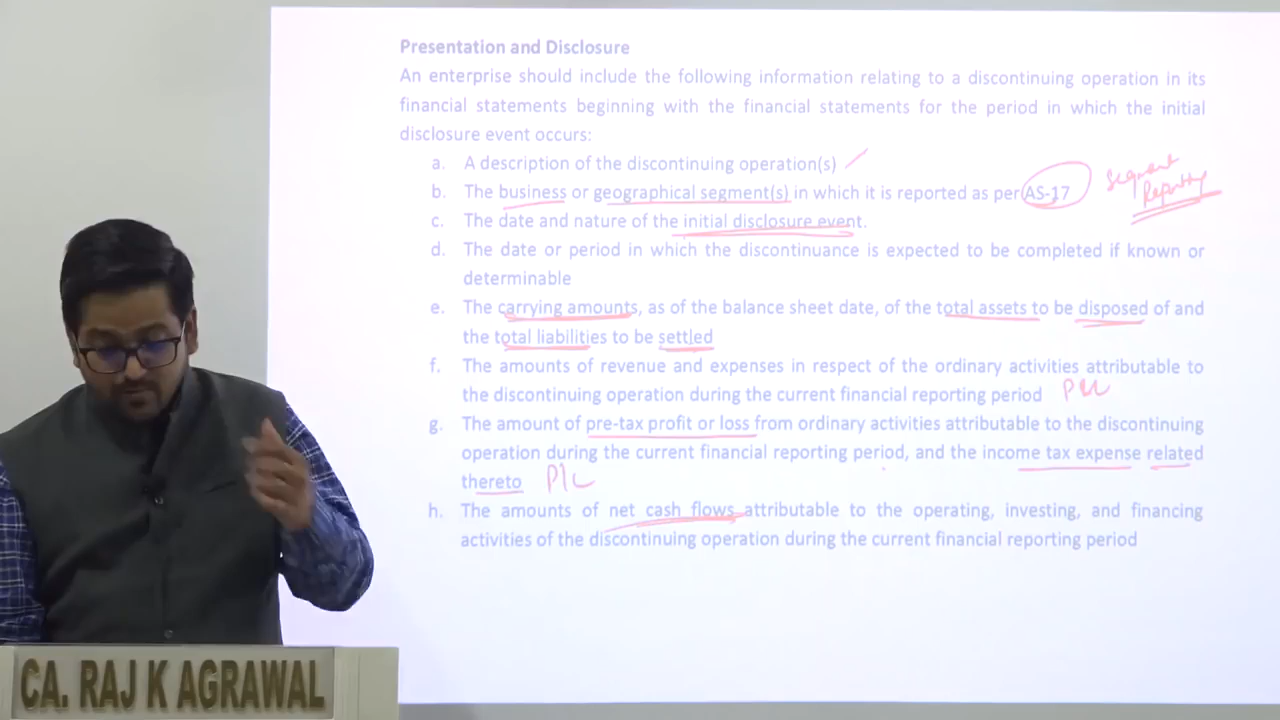 Presentation and Disclosure
An enterprise should include the following information relating to a discontinuing operation in its
financial statements beginning with the financial statements for the period in which the initial
disclosure event occurs:
a. A description of the discontinuing operation(s)
b. The business or geographical segment(s) in which it is reported as per AS-17
Segment
Reporting
c. The date and nature of the initial disclosure event.
d. The date or period in which the discontinuance is expected to be completed if known or
determinable
e. The carrying amounts, as of the balance sheet date, of the total assets to be disposed of and
the total liabilities to be settled
f. The amounts of revenue and expenses in respect of the ordinary activities attributable to
the discontinuing operation during the current financial reporting period
g. The amount of pre-tax profit or loss from ordinary activities attributable to the discontinuing
operation during the current financial reporting period, and the income tax expense related
thereto P/L
h. The amounts of net cash flows attributable to the operating, investing, and financing
activities of the discontinuing operation during the current financial reporting period
CA. RAJ K AGRAWAL